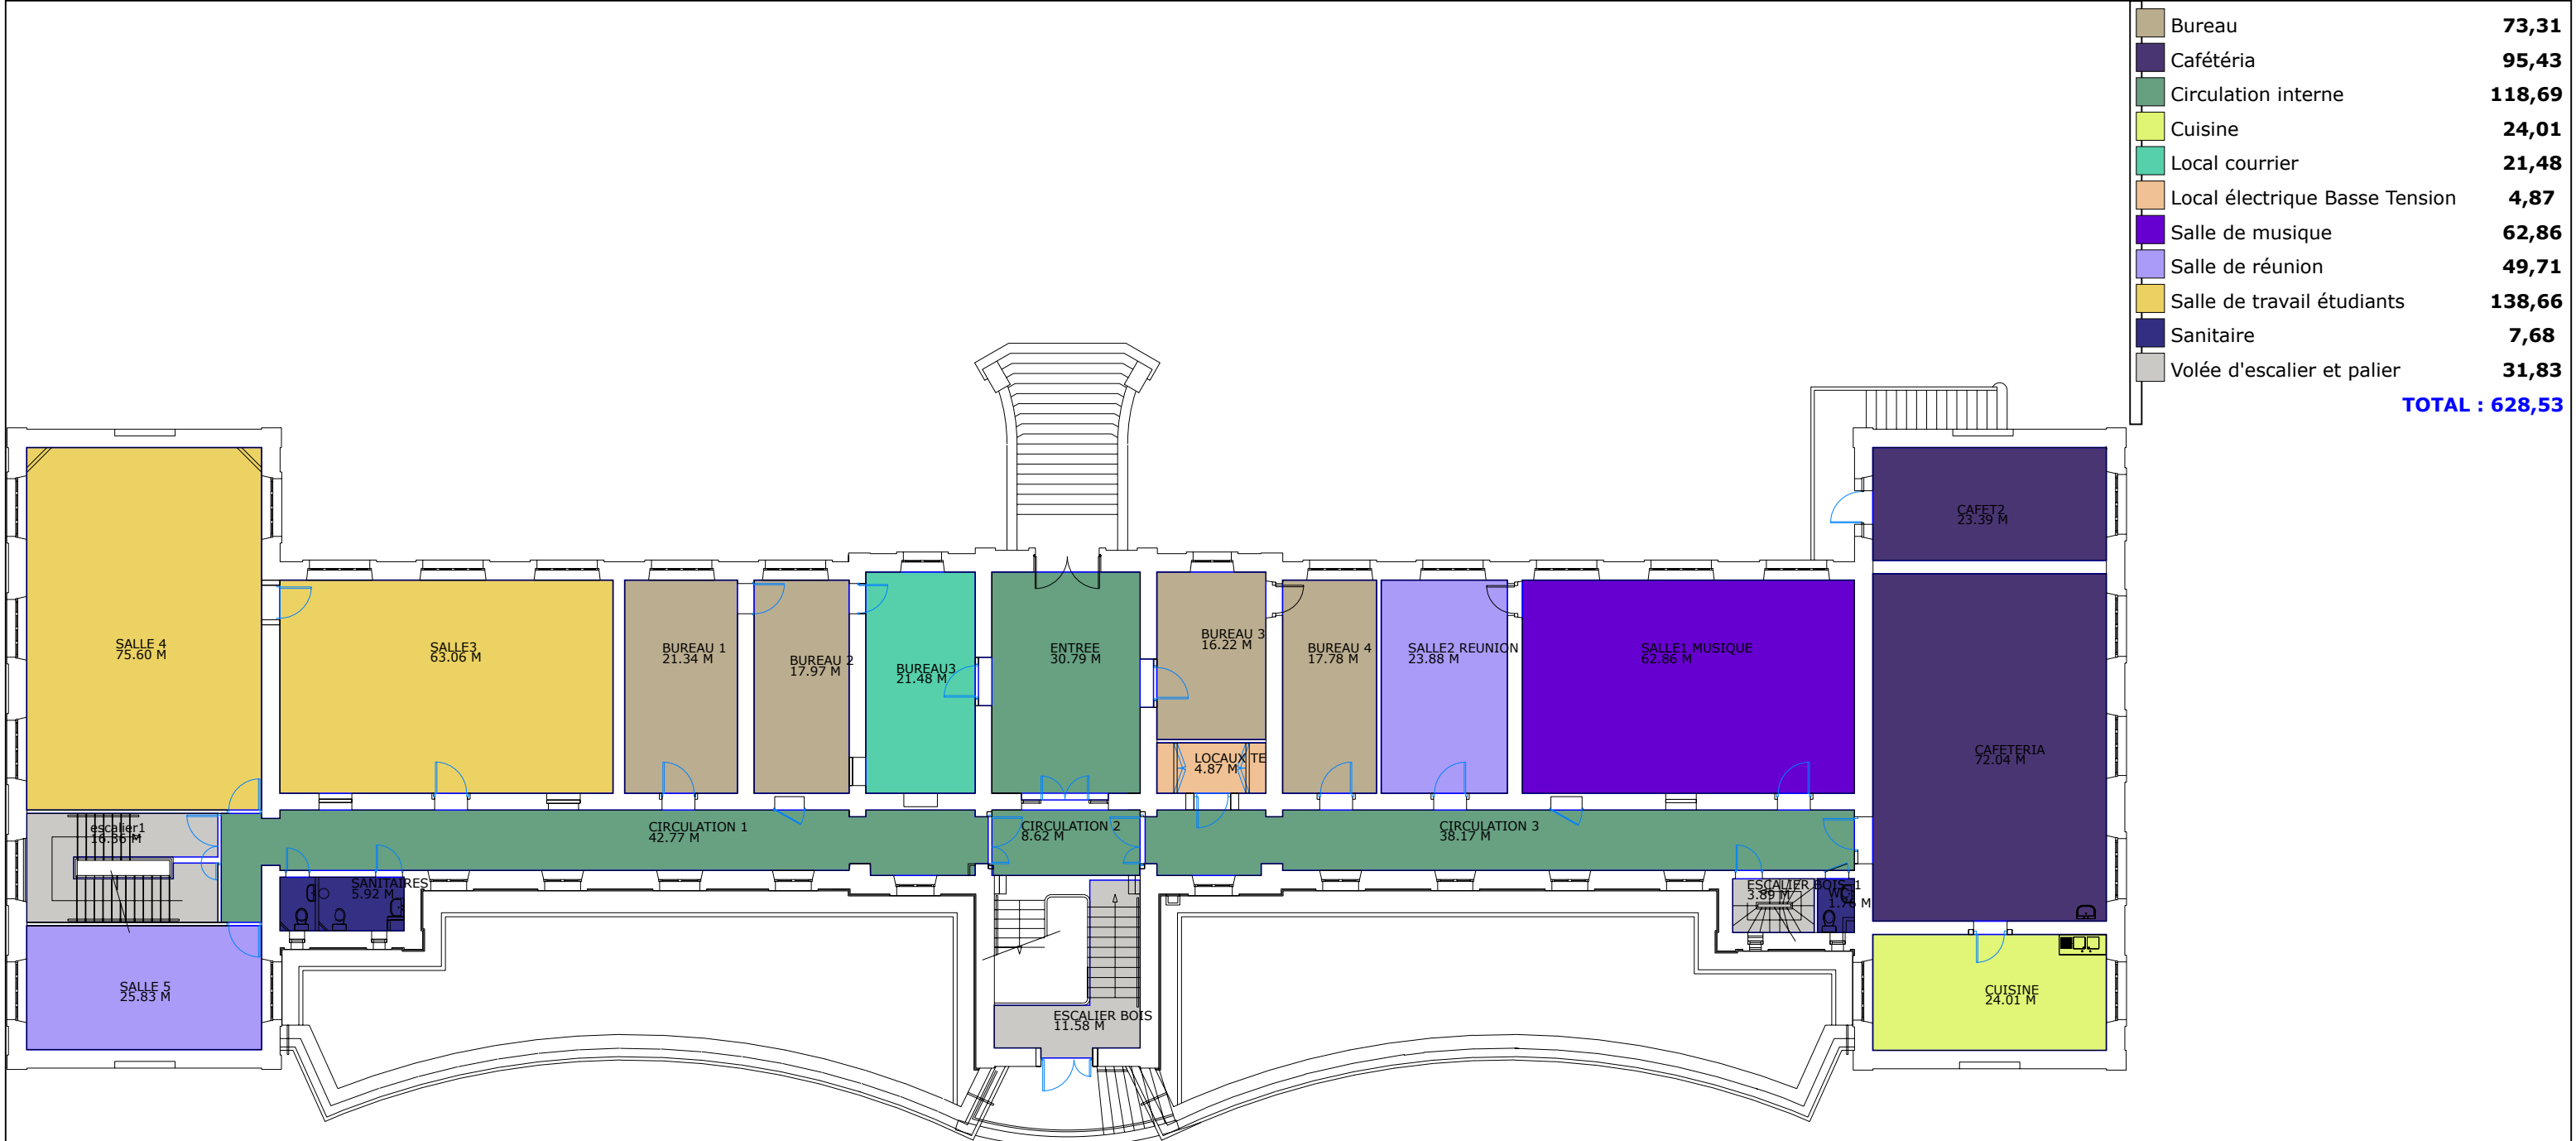 Bureau 73,31
Cafétéria 95,43
Circulation interne 118,69
Cuisine 24,01
Local courrier 21,48
Local électrique Basse Tension 4,87
Salle de musique 62,86
Salle de réunion 49,71
Salle de travail étudiants 138,66
Sanitaire 7,68
Volée d'escalier et palier 31,83
TOTAL : 628,53
SALLE 4
75.60 M
SALLE3
63.06 M
BUREAU 1
21.34 M
BUREAU 2
17.97 M
BUREAU3
21.48 M
ENTREE
30.79 M
BUREAU 3
16.22 M
BUREAU 4
17.78 M
SALLE2 REUNION
23.88 M
SALLE1 MUSIQUE
62.86 M
CAFET2
23.39 M
CAFETERIA
72.04 M
LOCAUX TE
4.87 M
escalier1
16.36 M
CIRCULATION 1
42.77 M
CIRCULATION 2
8.62 M
CIRCULATION 3
38.17 M
SANITAIRES
5.92 M
ESCALIER BOIS 1
3.89 M
WC
1.76 M
SALLE 5
25.83 M
ESCALIER BOIS
11.58 M
CUISINE
24.01 M